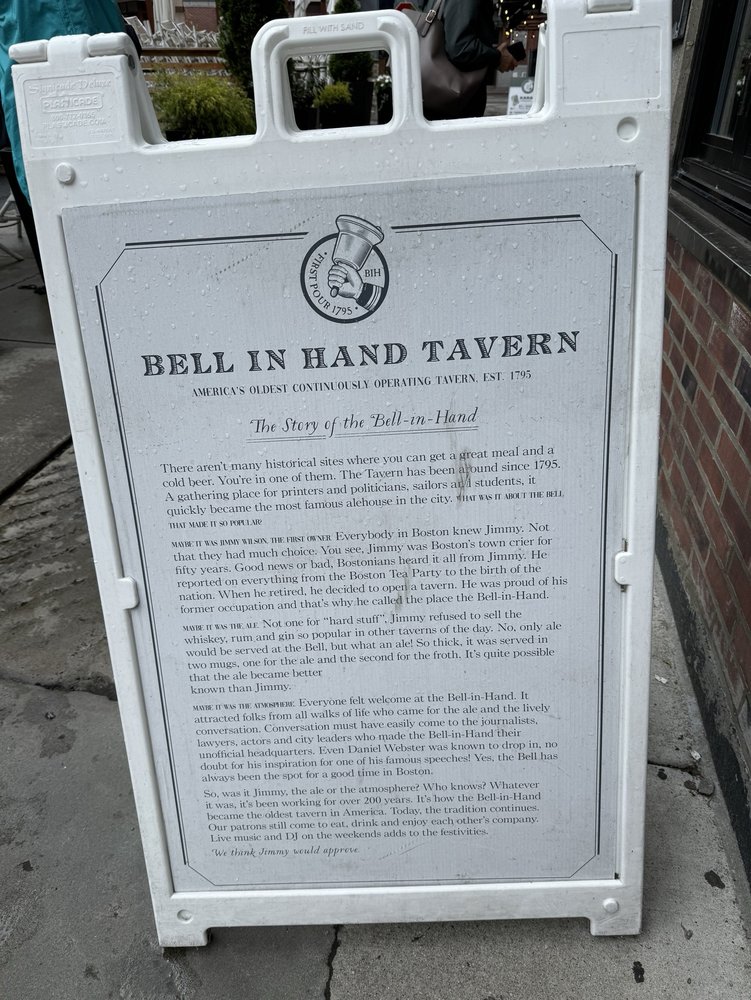 FILL WITH SAND
Signicade Deluxe
PLASTICADE
PLASTICADE.COM
FIRST POUR 1795
BIH
BELL IN HAND TAVERN
AMERICA'S OLDEST CONTINUOUSLY OPERATING TAVERN, EST. 1795
The Story of the Bell-in-Hand
There aren't many historical sites where you can get a great meal and a
cold beer. You're in one of them. The Tavern has been around since 1795.
A gathering place for printers and politicians, sailors and students, it
quickly became the most famous alehouse in the city. WHAT WAS IT ABOUT THE BELL
THAT MADE IT SO POPULAR?
MAYBE IT WAS JIMMY WILSON, THE FIRST OWNER Everybody in Boston knew Jimmy. Not
that they had much choice. You see, Jimmy was Boston's town crier for
fifty years. Good news or bad, Bostonians heard it all from Jimmy. He
reported on everything from the Boston Tea Party to the birth of the
nation. When he retired, he decided to open a tavern. He was proud of his
former occupation and that's why he called the place the Bell-in-Hand.
MAYBE IT WAS THE ALE Not one for "hard stuff", Jimmy refused to sell the
whiskey, rum and gin so popular in other taverns of the day. No, only ale
would be served at the Bell, but what an ale! So thick, it was served in
two mugs, one for the ale and the second for the froth. It's quite possible
that the ale became better
known than Jimmy.
MAYBE IT WAS THE ATMOSPHERE Everyone felt welcome at the Bell-in-Hand. It
attracted folks from all walks of life who came for the ale and the lively
conversation. Conversation must have easily come to the journalists,
lawyers, actors and city leaders who made the Bell-in-Hand their
unofficial headquarters. Even Daniel Webster was known to drop in, no
doubt for his inspiration for one of his famous speeches! Yes, the Bell has
always been the spot for a good time in Boston.
So, was it Jimmy, the ale or the atmosphere? Who knows? Whatever
it was, it's been working for over 200 years. It's how the Bell-in-Hand
became the oldest tavern in America. Today, the tradition continues.
Our patrons still come to eat, drink and enjoy each other's company.
Live music and DJ on the weekends adds to the festivities.
We think Jimmy would approve.